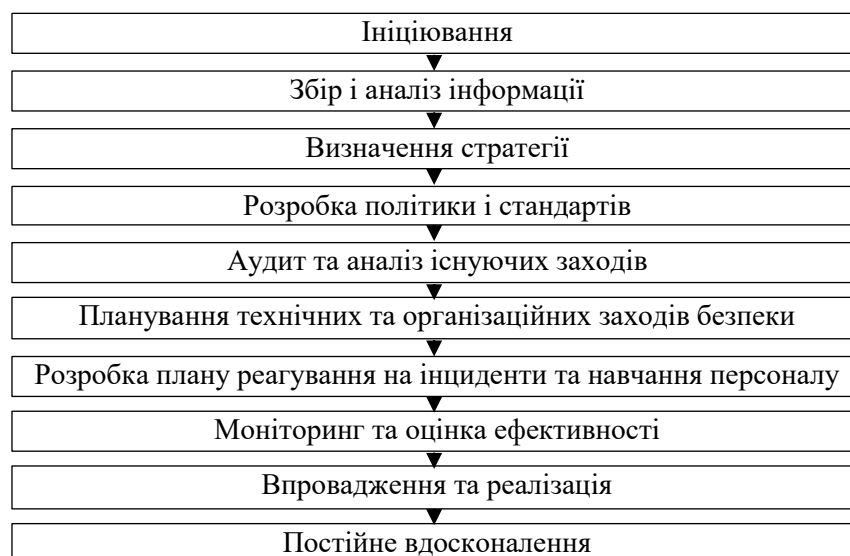 Ініціювання
Збір і аналіз інформації
Визначення стратегії
Розробка політики і стандартів
Аудит та аналіз існуючих заходів
Планування технічних та організаційних заходів безпеки
Розробка плану реагування на інциденти та навчання персоналу
Моніторинг та оцінка ефективності
Впровадження та реалізація
Постійне вдосконалення